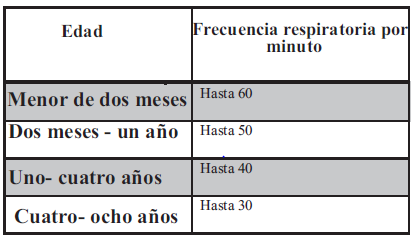 Edad
Frecuencia respiratoria por
minuto
Menor de dos meses
Hasta 60
Dos meses - un año
Hasta 50
Uno- cuatro años
Hasta 40
Cuatro- ocho años
Hasta 30